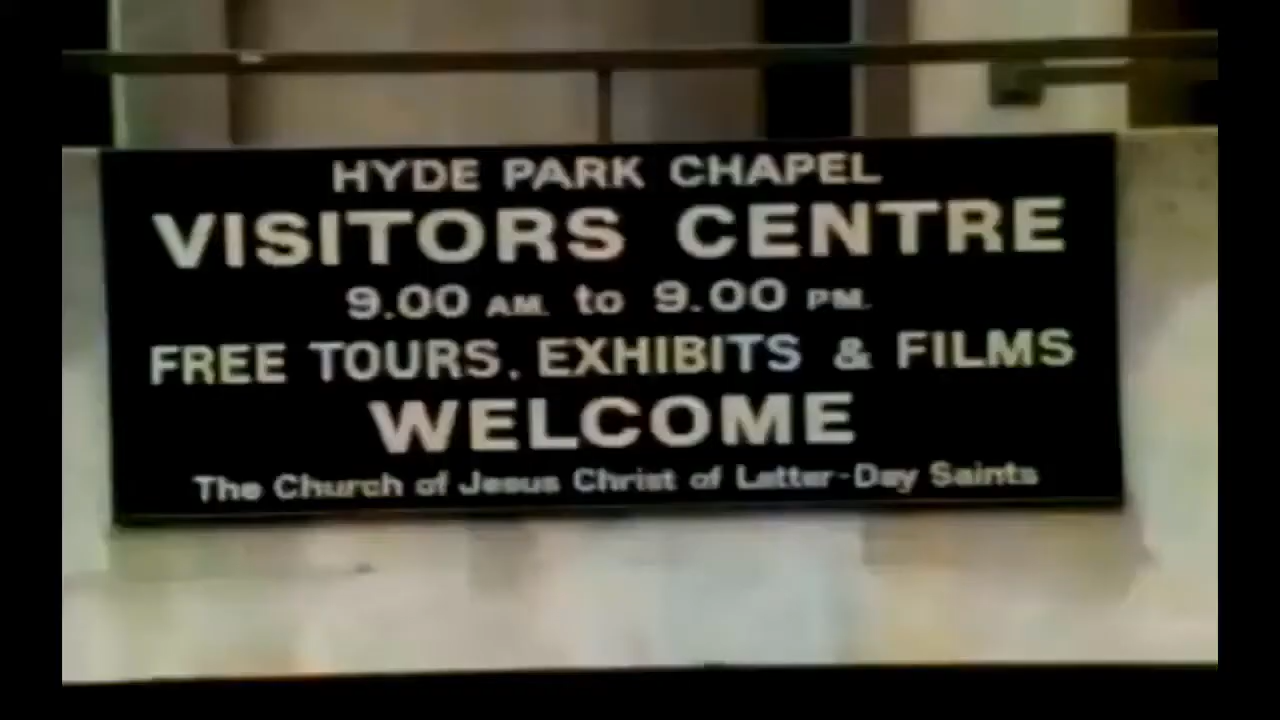 HYDE PARK CHAPEL
VISITORS CENTRE
9.00 AM. to 9.00 PM.
FREE TOURS, EXHIBITS & FILMS
WELCOME
The Church of Jesus Christ of Latter-Day Saints